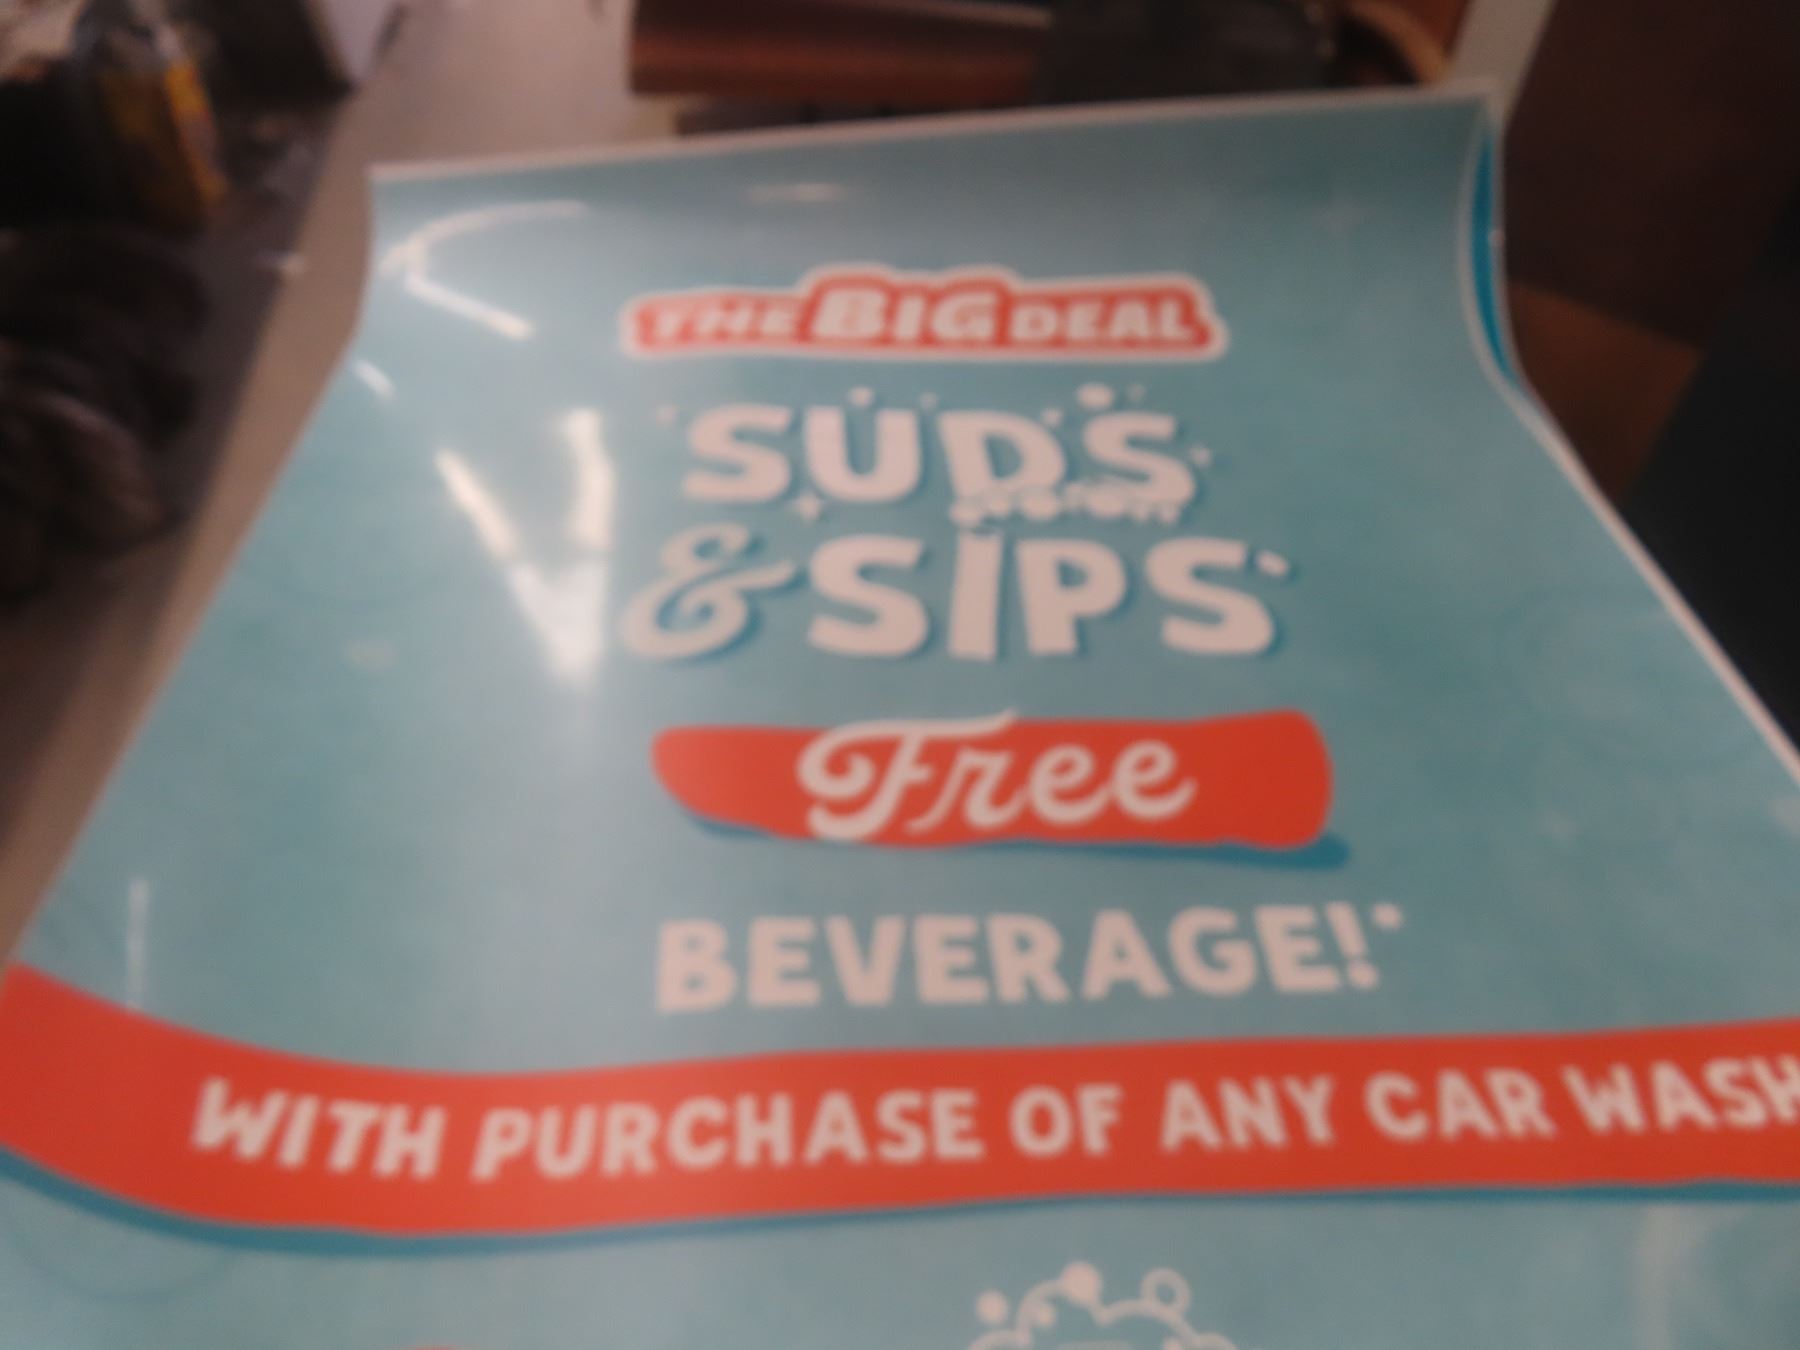 THE BIG DEAL
SUDS
& SIPS
Free
BEVERAGE!*
WITH PURCHASE OF ANY CAR WASH